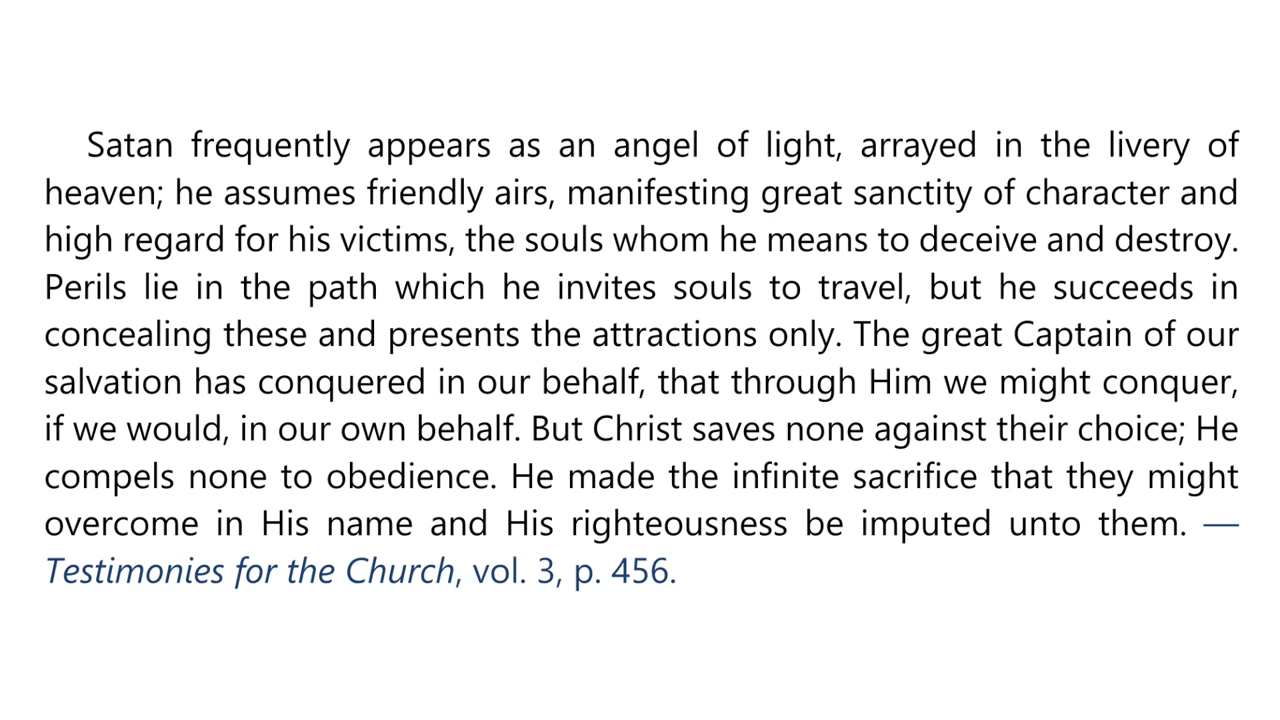 Satan frequently appears as an angel of light, arrayed in the livery of
heaven; he assumes friendly airs, manifesting great sanctity of character and
high regard for his victims, the souls whom he means to deceive and destroy.
Perils lie in the path which he invites souls to travel, but he succeeds in
concealing these and presents the attractions only. The great Captain of our
salvation has conquered in our behalf, that through Him we might conquer,
if we would, in our own behalf. But Christ saves none against their choice; He
compels none to obedience. He made the infinite sacrifice that they might
overcome in His name and His righteousness be imputed unto them. —
Testimonies for the Church, vol. 3, p. 456.